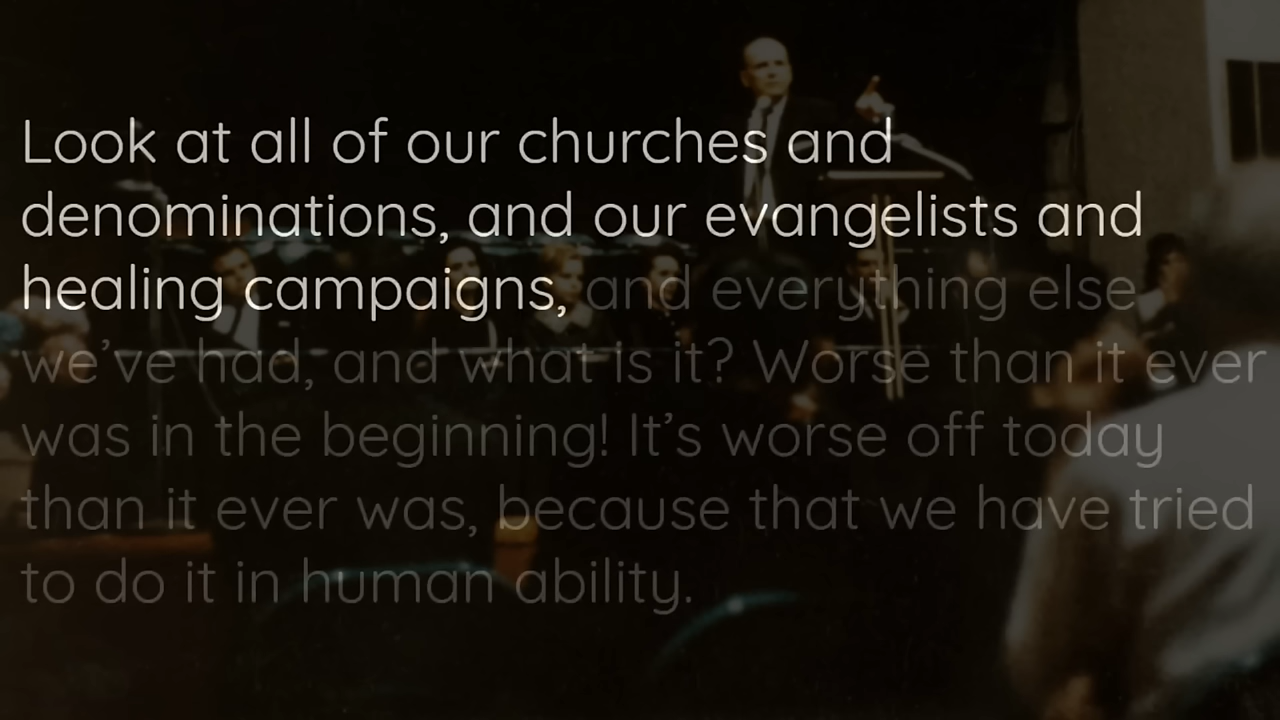 Look at all of our churches and
denominations, and our evangelists and
healing campaigns, and everything else
we’ve had, and what is it? Worse than it ever
was in the beginning! It’s worse off today
than it ever was, because that we have tried
to do it in human ability.